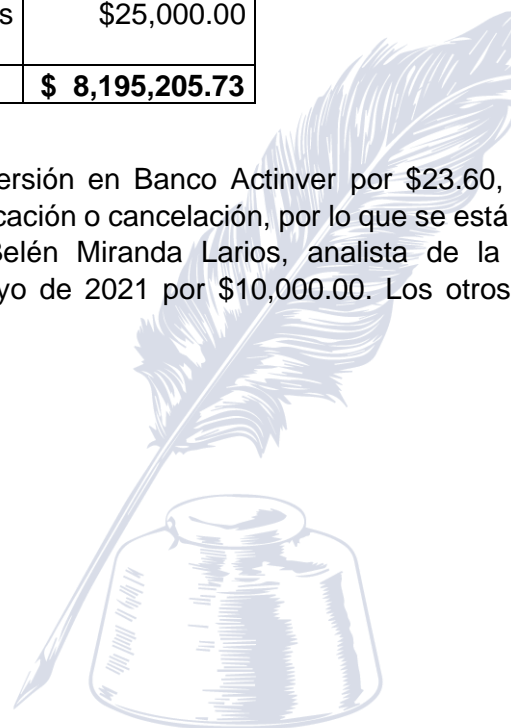 $25,000.00
$ 8,195,205.73
ersión en Banco Actinver por $23.60,
cación o cancelación, por lo que se está
Belén Miranda Larios, analista de la
yo de 2021 por $10,000.00. Los otros